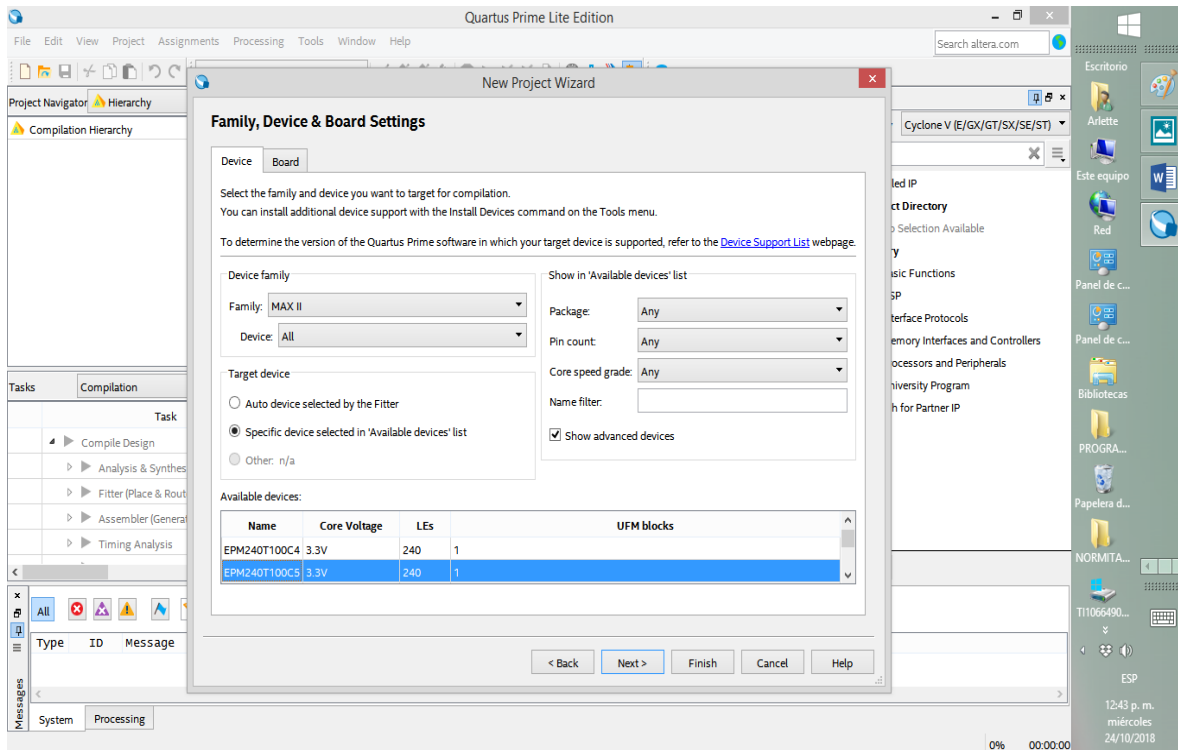 Quartus Prime Lite Edition
File Edit View Project Assignments Processing Tools Window Help
Search altera.com
Project Navigator Hierarchy
Compilation Hierarchy
Cyclone V (E/GX/GT/SX/SE/ST)
led IP
ct Directory
Selection Available
ry
asic Functions
SP
terface Protocols
emory Interfaces and Controllers
ocessors and Peripherals
niversity Program
h for Partner IP
New Project Wizard
Family, Device & Board Settings
Device Board
Select the family and device you want to target for compilation.
You can install additional device support with the Install Devices command on the Tools menu.
To determine the version of the Quartus Prime software in which your target device is supported, refer to the Device Support List webpage.
Device family
Family: MAX II
Device: All
Target device
Auto device selected by the Fitter
Specific device selected in 'Available devices' list
Other: n/a
Show in 'Available devices' list
Package: Any
Pin count: Any
Core speed grade: Any
Name filter:
Show advanced devices
Available devices:
Name Core Voltage LEs UFM blocks
EPM240T100C4 3.3V 240 1
EPM240T100C5 3.3V 240 1
< Back Next > Finish Cancel Help
Tasks Compilation
Task
Compile Design
Analysis & Synthes
Fitter (Place & Rout
Assembler (Generat
Timing Analysis
All
Type ID Message
Messages
System Processing
0% 00:00:00
Escritorio
Arlette
Este equipo
Red
Panel de c...
Panel de c...
Bibliotecas
PROGRA...
Papelera d...
NORMITA...
TI1066490...
ESP
12:43 p. m.
miércoles
24/10/2018